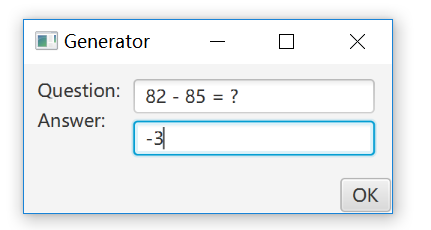 Generator
Question: 82 - 85 = ?
Answer: -3
OK